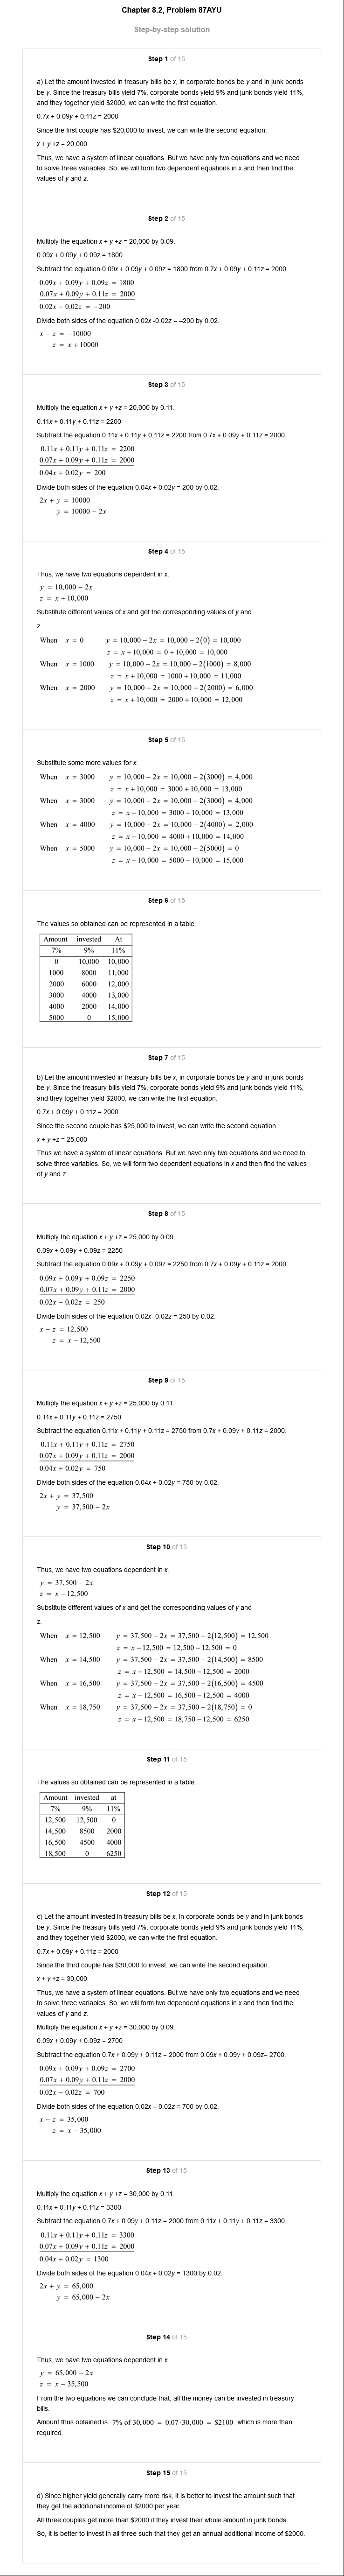 Chapter 8.2, Problem 87AYU
Step-by-step solution
Step 1 of 15
a) Let the amount invested in treasury bills be x, in corporate bonds be y and in junk bonds
be y. Since the treasury bills yield 7%, corporate bonds yield 9% and junk bonds yield 11%,
and they together yield $2000, we can write the first equation.
0.7x + 0.09y + 0.11z = 2000
Since the first couple has $20,000 to invest, we can write the second equation.
x + y +z = 20,000
Thus, we have a system of linear equations. But we have only two equations and we need
to solve three variables. So, we will form two dependent equations in x and then find the
values of y and z.
Step 2 of 15
Multiply the equation x + y +z = 20,000 by 0.09.
0.09x + 0.09y + 0.09z = 1800
Subtract the equation 0.09x + 0.09y + 0.09z = 1800 from 0.7x + 0.09y + 0.11z = 2000.
0.09x + 0.09y + 0.09z = 1800
0.07x + 0.09y + 0.11z = 2000
0.02x − 0.02z = −200
Divide both sides of the equation 0.02x -0.02z = –200 by 0.02.
x − z = −10000
z = x + 10000
Step 3 of 15
Multiply the equation x + y +z = 20,000 by 0.11.
0.11x + 0.11y + 0.11z = 2200
Subtract the equation 0.11x + 0.11y + 0.11z = 2200 from 0.7x + 0.09y + 0.11z = 2000.
0.11x + 0.11y + 0.11z = 2200
0.07x + 0.09y + 0.11z = 2000
0.04x + 0.02y = 200
Divide both sides of the equation 0.04x + 0.02y = 200 by 0.02.
2x + y = 10000
y = 10000 − 2x
Step 4 of 15
Thus, we have two equations dependent in x.
y = 10,000 − 2x
z = x + 10,000
Substitute different values of x and get the corresponding values of y and
z.
When x = 0 y = 10,000 − 2x = 10,000 − 2(0) = 10,000
z = x + 10,000 = 0 + 10,000 = 10,000
When x = 1000 y = 10,000 − 2x = 10,000 − 2(1000) = 8,000
z = x + 10,000 = 1000 + 10,000 = 11,000
When x = 2000 y = 10,000 − 2x = 10,000 − 2(2000) = 6,000
z = x + 10,000 = 2000 + 10,000 = 12,000
Step 5 of 15
Substitute some more values for x.
When x = 3000 y = 10,000 − 2x = 10,000 − 2(3000) = 4,000
z = x + 10,000 = 3000 + 10,000 = 13,000
When x = 3000 y = 10,000 − 2x = 10,000 − 2(3000) = 4,000
z = x + 10,000 = 3000 + 10,000 = 13,000
When x = 4000 y = 10,000 − 2x = 10,000 − 2(4000) = 2,000
z = x + 10,000 = 4000 + 10,000 = 14,000
When x = 5000 y = 10,000 − 2x = 10,000 − 2(5000) = 0
z = x + 10,000 = 5000 + 10,000 = 15,000
Step 6 of 15
The values so obtained can be represented in a table.
Amount invested At
7% 9% 11%
0 10,000 10,000
1000 8000 11,000
2000 6000 12,000
3000 4000 13,000
4000 2000 14,000
5000 0 15,000
Step 7 of 15
b) Let the amount invested in treasury bills be x, in corporate bonds be y and in junk bonds
be y. Since the treasury bills yield 7%, corporate bonds yield 9% and junk bonds yield 11%,
and they together yield $2000, we can write the first equation.
0.7x + 0.09y + 0.11z = 2000
Since the second couple has $25,000 to invest, we can write the second equation.
x + y +z = 25,000
Thus we have a system of linear equations. But we have only two equations and we need to
solve three variables. So, we will form two dependent equations in x and then find the values
of y and z.
Step 8 of 15
Multiply the equation x + y +z = 25,000 by 0.09.
0.09x + 0.09y + 0.09z = 2250
Subtract the equation 0.09x + 0.09y + 0.09z = 2250 from 0.7x + 0.09y + 0.11z = 2000.
0.09x + 0.09y + 0.09z = 2250
0.07x + 0.09y + 0.11z = 2000
0.02x − 0.02z = 250
Divide both sides of the equation 0.02x -0.02z = 250 by 0.02.
x − z = 12,500
z = x − 12,500
Step 9 of 15
Multiply the equation x + y +z = 25,000 by 0.11.
0.11x + 0.11y + 0.11z = 2750
Subtract the equation 0.11x + 0.11y + 0.11z = 2750 from 0.7x + 0.09y + 0.11z = 2000.
0.11x + 0.11y + 0.11z = 2750
0.07x + 0.09y + 0.11z = 2000
0.04x + 0.02y = 750
Divide both sides of the equation 0.04x + 0.02y = 750 by 0.02.
2x + y = 37,500
y = 37,500 − 2x
Step 10 of 15
Thus, we have two equations dependent in x.
y = 37,500 − 2x
z = x − 12,500
Substitute different values of x and get the corresponding values of y and
z.
When x = 12,500 y = 37,500 − 2x = 37,500 − 2(12,500) = 12,500
z = x − 12,500 = 12,500 − 12,500 = 0
When x = 14,500 y = 37,500 − 2x = 37,500 − 2(14,500) = 8500
z = x − 12,500 = 14,500 − 12,500 = 2000
When x = 16,500 y = 37,500 − 2x = 37,500 − 2(16,500) = 4500
z = x − 12,500 = 16,500 − 12,500 = 4000
When x = 18,750 y = 37,500 − 2x = 37,500 − 2(18,750) = 0
z = x − 12,500 = 18,750 − 12,500 = 6250
Step 11 of 15
The values so obtained can be represented in a table.
Amount invested at
7% 9% 11%
12,500 12,500 0
14,500 8500 2000
16,500 4500 4000
18,500 0 6250
Step 12 of 15
c) Let the amount invested in treasury bills be x, in corporate bonds be y and in junk bonds
be y. Since the treasury bills yield 7%, corporate bonds yield 9% and junk bonds yield 11%,
and they together yield $2000, we can write the first equation.
0.7x + 0.09y + 0.11z = 2000
Since the third couple has $30,000 to invest, we can write the second equation.
x + y +z = 30,000
Thus, we have a system of linear equations. But we have only two equations and we need
to solve three variables. So, we will form two dependent equations in x and then find the
values of y and z.
Multiply the equation x + y +z = 30,000 by 0.09.
0.09x + 0.09y + 0.09z = 2700
Subtract the equation 0.7x + 0.09y + 0.11z = 2000 from 0.09x + 0.09y + 0.09z= 2700.
0.09x + 0.09y + 0.09z = 2700
0.07x + 0.09y + 0.11z = 2000
0.02x − 0.02z = 700
Divide both sides of the equation 0.02x – 0.02z = 700 by 0.02.
x − z = 35,000
z = x − 35,000
Step 13 of 15
Multiply the equation x + y +z = 30,000 by 0.11.
0.11x + 0.11y + 0.11z = 3300
Subtract the equation 0.7x + 0.09y + 0.11z = 2000 from 0.11x + 0.11y + 0.11z = 3300.
0.11x + 0.11y + 0.11z = 3300
0.07x + 0.09y + 0.11z = 2000
0.04x + 0.02y = 1300
Divide both sides of the equation 0.04x + 0.02y = 1300 by 0.02.
2x + y = 65,000
y = 65,000 − 2x
Step 14 of 15
Thus, we have two equations dependent in x.
y = 65,000 − 2x
z = x − 35,500
From the two equations we can conclude that, all the money can be invested in treasury
bills.
Amount thus obtained is 7% of 30,000 = 0.07·30,000 = $2100, which is more than
required.
Step 15 of 15
d) Since higher yield generally carry more risk, it is better to invest the amount such that
they get the additional income of $2000 per year.
All three couples get more than $2000 if they invest their whole amount in junk bonds.
So, it is better to invest in all three such that they get an annual additional income of $2000.